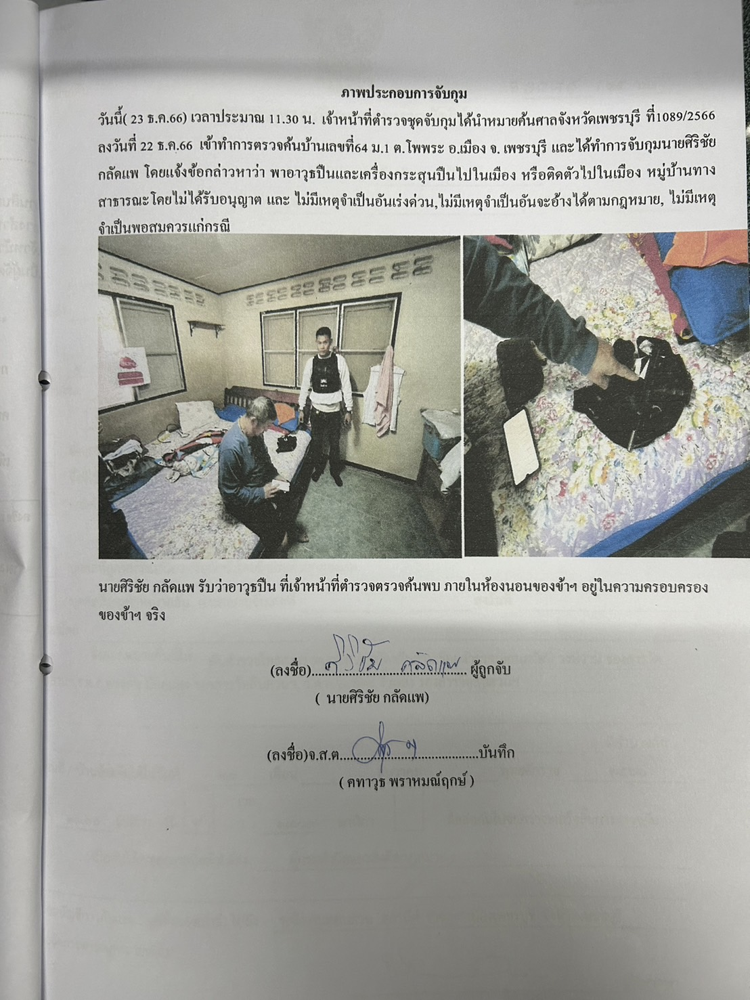 ภาพประกอบการจับกุม
วันนี้( 23 ธ.ค.66) เวลาประมาณ 11.30 น. เจ้าหน้าที่ตำรวจชุดจับกุมได้นำหมายค้นศาลจังหวัดเพชรบุรี ที่1089/2566
ลงวันที่ 22 ธ.ค.66 เข้าทำการตรวจค้นบ้านเลขที่64 ม.1 ต.โพพระ อ.เมือง จ. เพชรบุรี และได้ทำการจับกุมนายศิริชัย
กลัดแพ โดยแจ้งข้อกล่าวหาว่า พาอาวุธปืนและเครื่องกระสุนปืนไปในเมือง หรือติดตัวไปในเมือง หมู่บ้านทาง
สาธารณะโดยไม่ได้รับอนุญาต และ ไม่มีเหตุจำเป็นอันเร่งด่วน,ไม่มีเหตุจำเป็นอันจะอ้างได้ตามกฎหมาย, ไม่มีเหตุ
จำเป็นพอสมควรแก่กรณี
นายศิริชัย กลัดแพ รับว่าอาวุธปืน ที่เจ้าหน้าที่ตำรวจตรวจค้นพบ ภายในห้องนอนของข้าฯ อยู่ในความครอบครอง
ของข้าฯ จริง
(ลงชื่อ) ศิริชัย กลัดแพ ผู้ถูกจับ
( นายศิริชัย กลัดแพ)
(ลงชื่อ)จ.ส.ต. บันทึก
( คทาวุธ พราหมณ์ฤกษ์ )